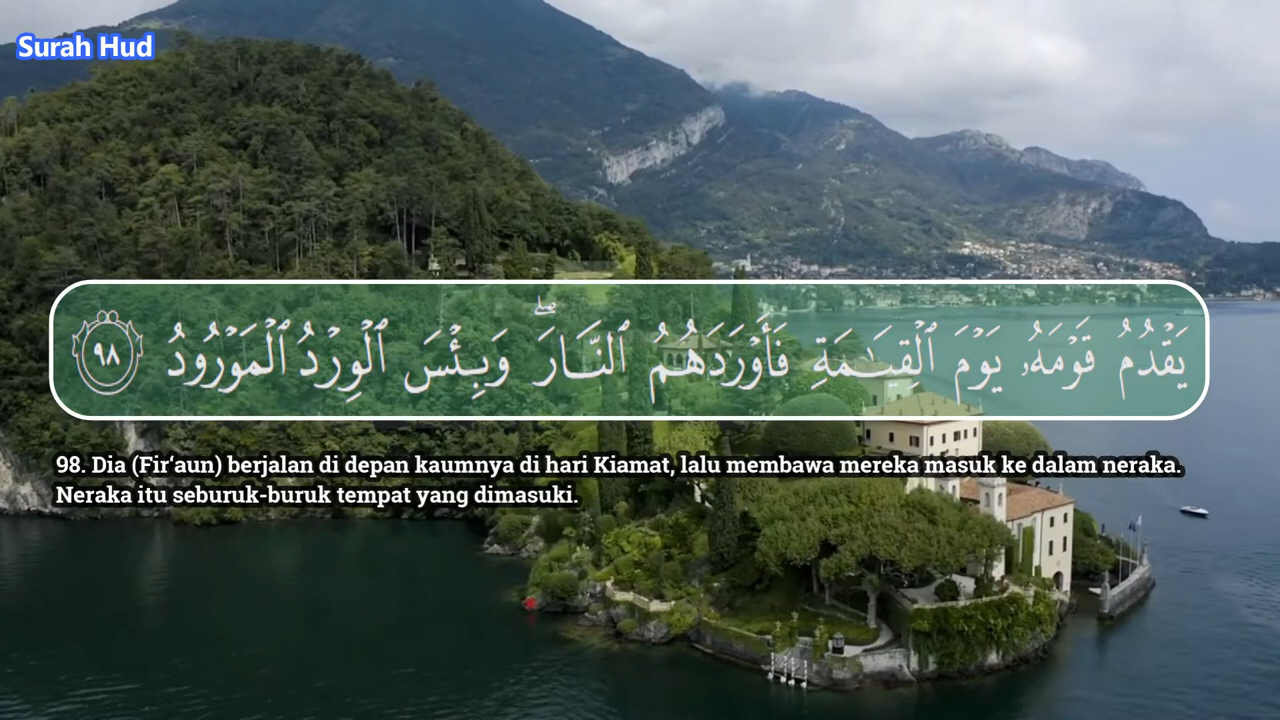 Surah Hud
يَقْدُمُ قَوْمَهُۥ يَوْمَ ٱلْقِيَـٰمَةِ فَأَوْرَدَهُمُ ٱلنَّارَ ۖ وَبِئْسَ ٱلْوِرْدُ ٱلْمَوْرُودُ ٩٨
98. Dia (Fir‘aun) berjalan di depan kaumnya di hari Kiamat, lalu membawa mereka masuk ke dalam neraka.
Neraka itu seburuk-buruk tempat yang dimasuki.